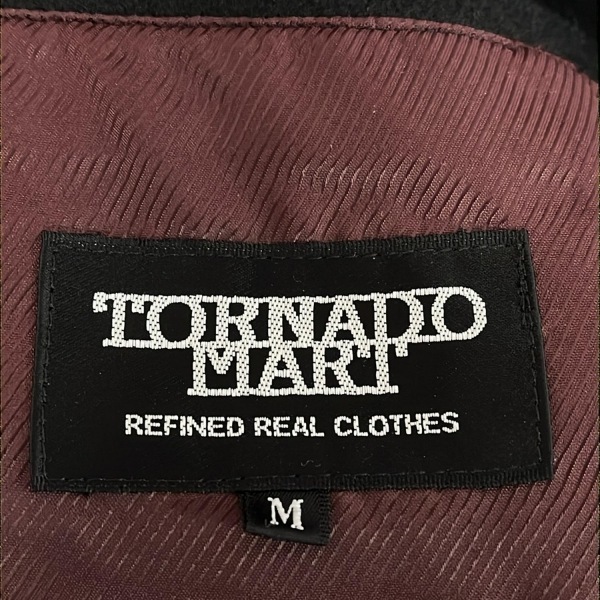 TORNADO
MART
REFINED REAL CLOTHES
M